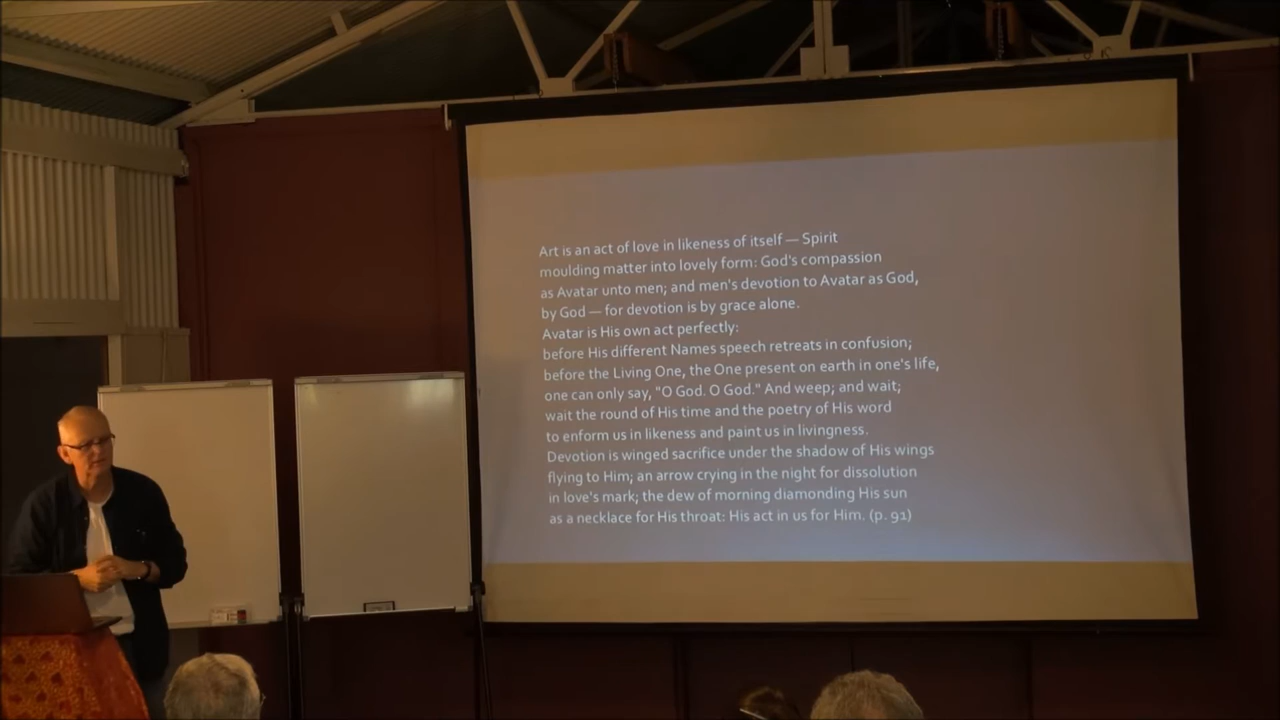 Art is an act of love in likeness of itself — Spirit
moulding matter into lovely form: God's compassion
as Avatar unto men; and men's devotion to Avatar as God,
by God — for devotion is by grace alone.
Avatar is His own act perfectly:
before His different Names speech retreats in confusion;
before the Living One, the One present on earth in one's life,
one can only say, "O God. O God." And weep; and wait;
wait the round of His time and the poetry of His word
to enform us in likeness and paint us in livingness.
Devotion is winged sacrifice under the shadow of His wings
flying to Him; an arrow crying in the night for dissolution
in love's mark; the dew of morning diamonding His sun
as a necklace for His throat: His act in us for Him. (p. 91)